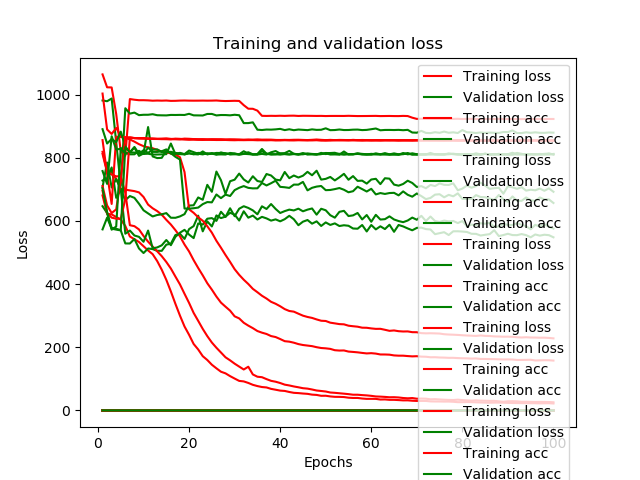 Training and validation loss
Loss
1000
800
600
400
200
0
0
20
40
60
80
100
Epochs
Training loss
Validation loss
Training acc
Validation acc
Training loss
Validation loss
Training acc
Validation acc
Training loss
Validation loss
Training acc
Validation acc
Training loss
Validation loss
Training acc
Validation acc
Training loss
Validation loss
Training acc
Validation acc